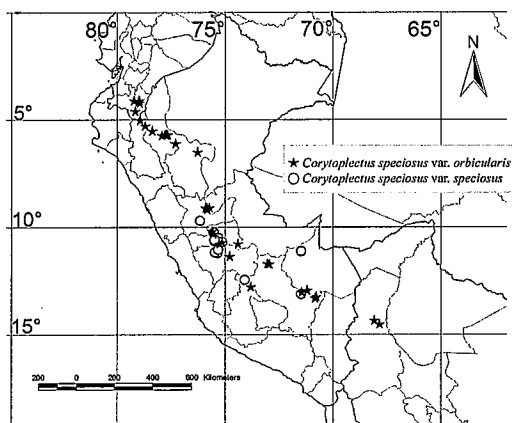 80° 75° 70° 65°
N
5°
★ Corytoplectus speciosus var. orbicularis
○ Corytoplectus speciosus var. speciosus
10°
15°
200 0 200 400 600 Kilometers